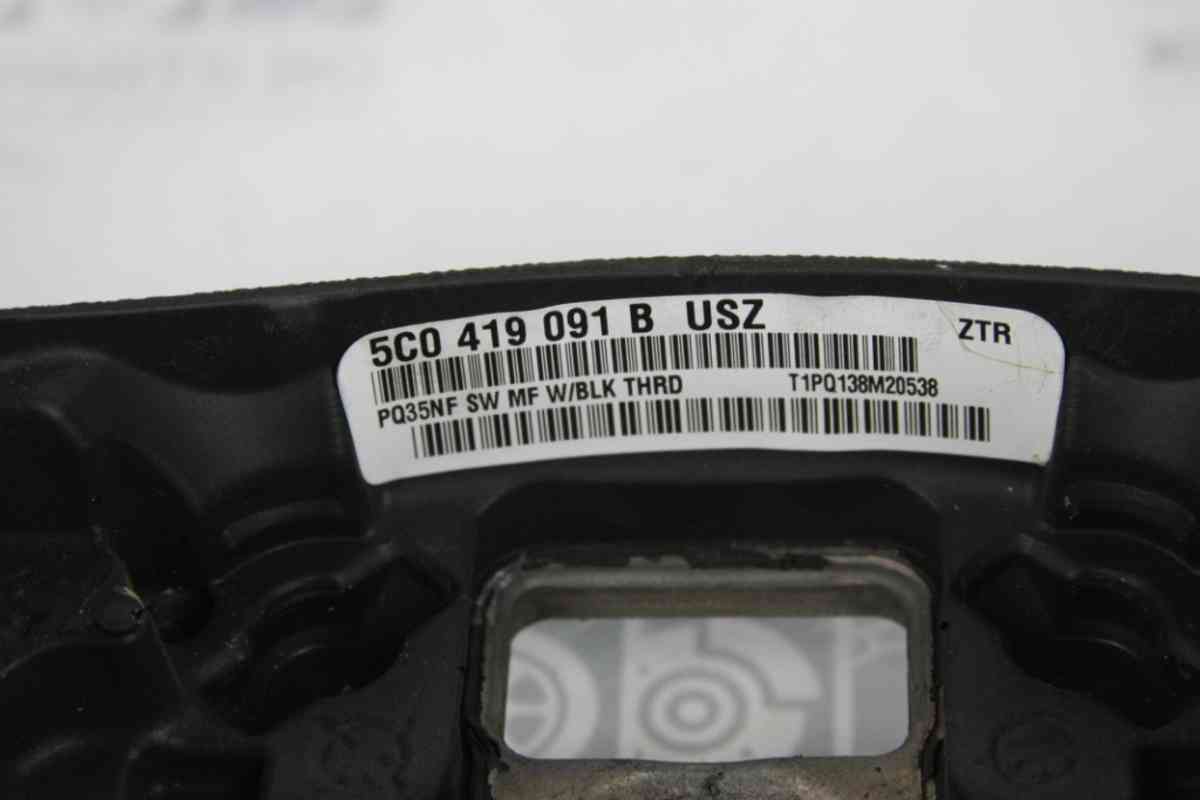 5C0 419 091 B USZ ZTR
PQ35NF SW MF W/BLK THRD T1PQ138M20538